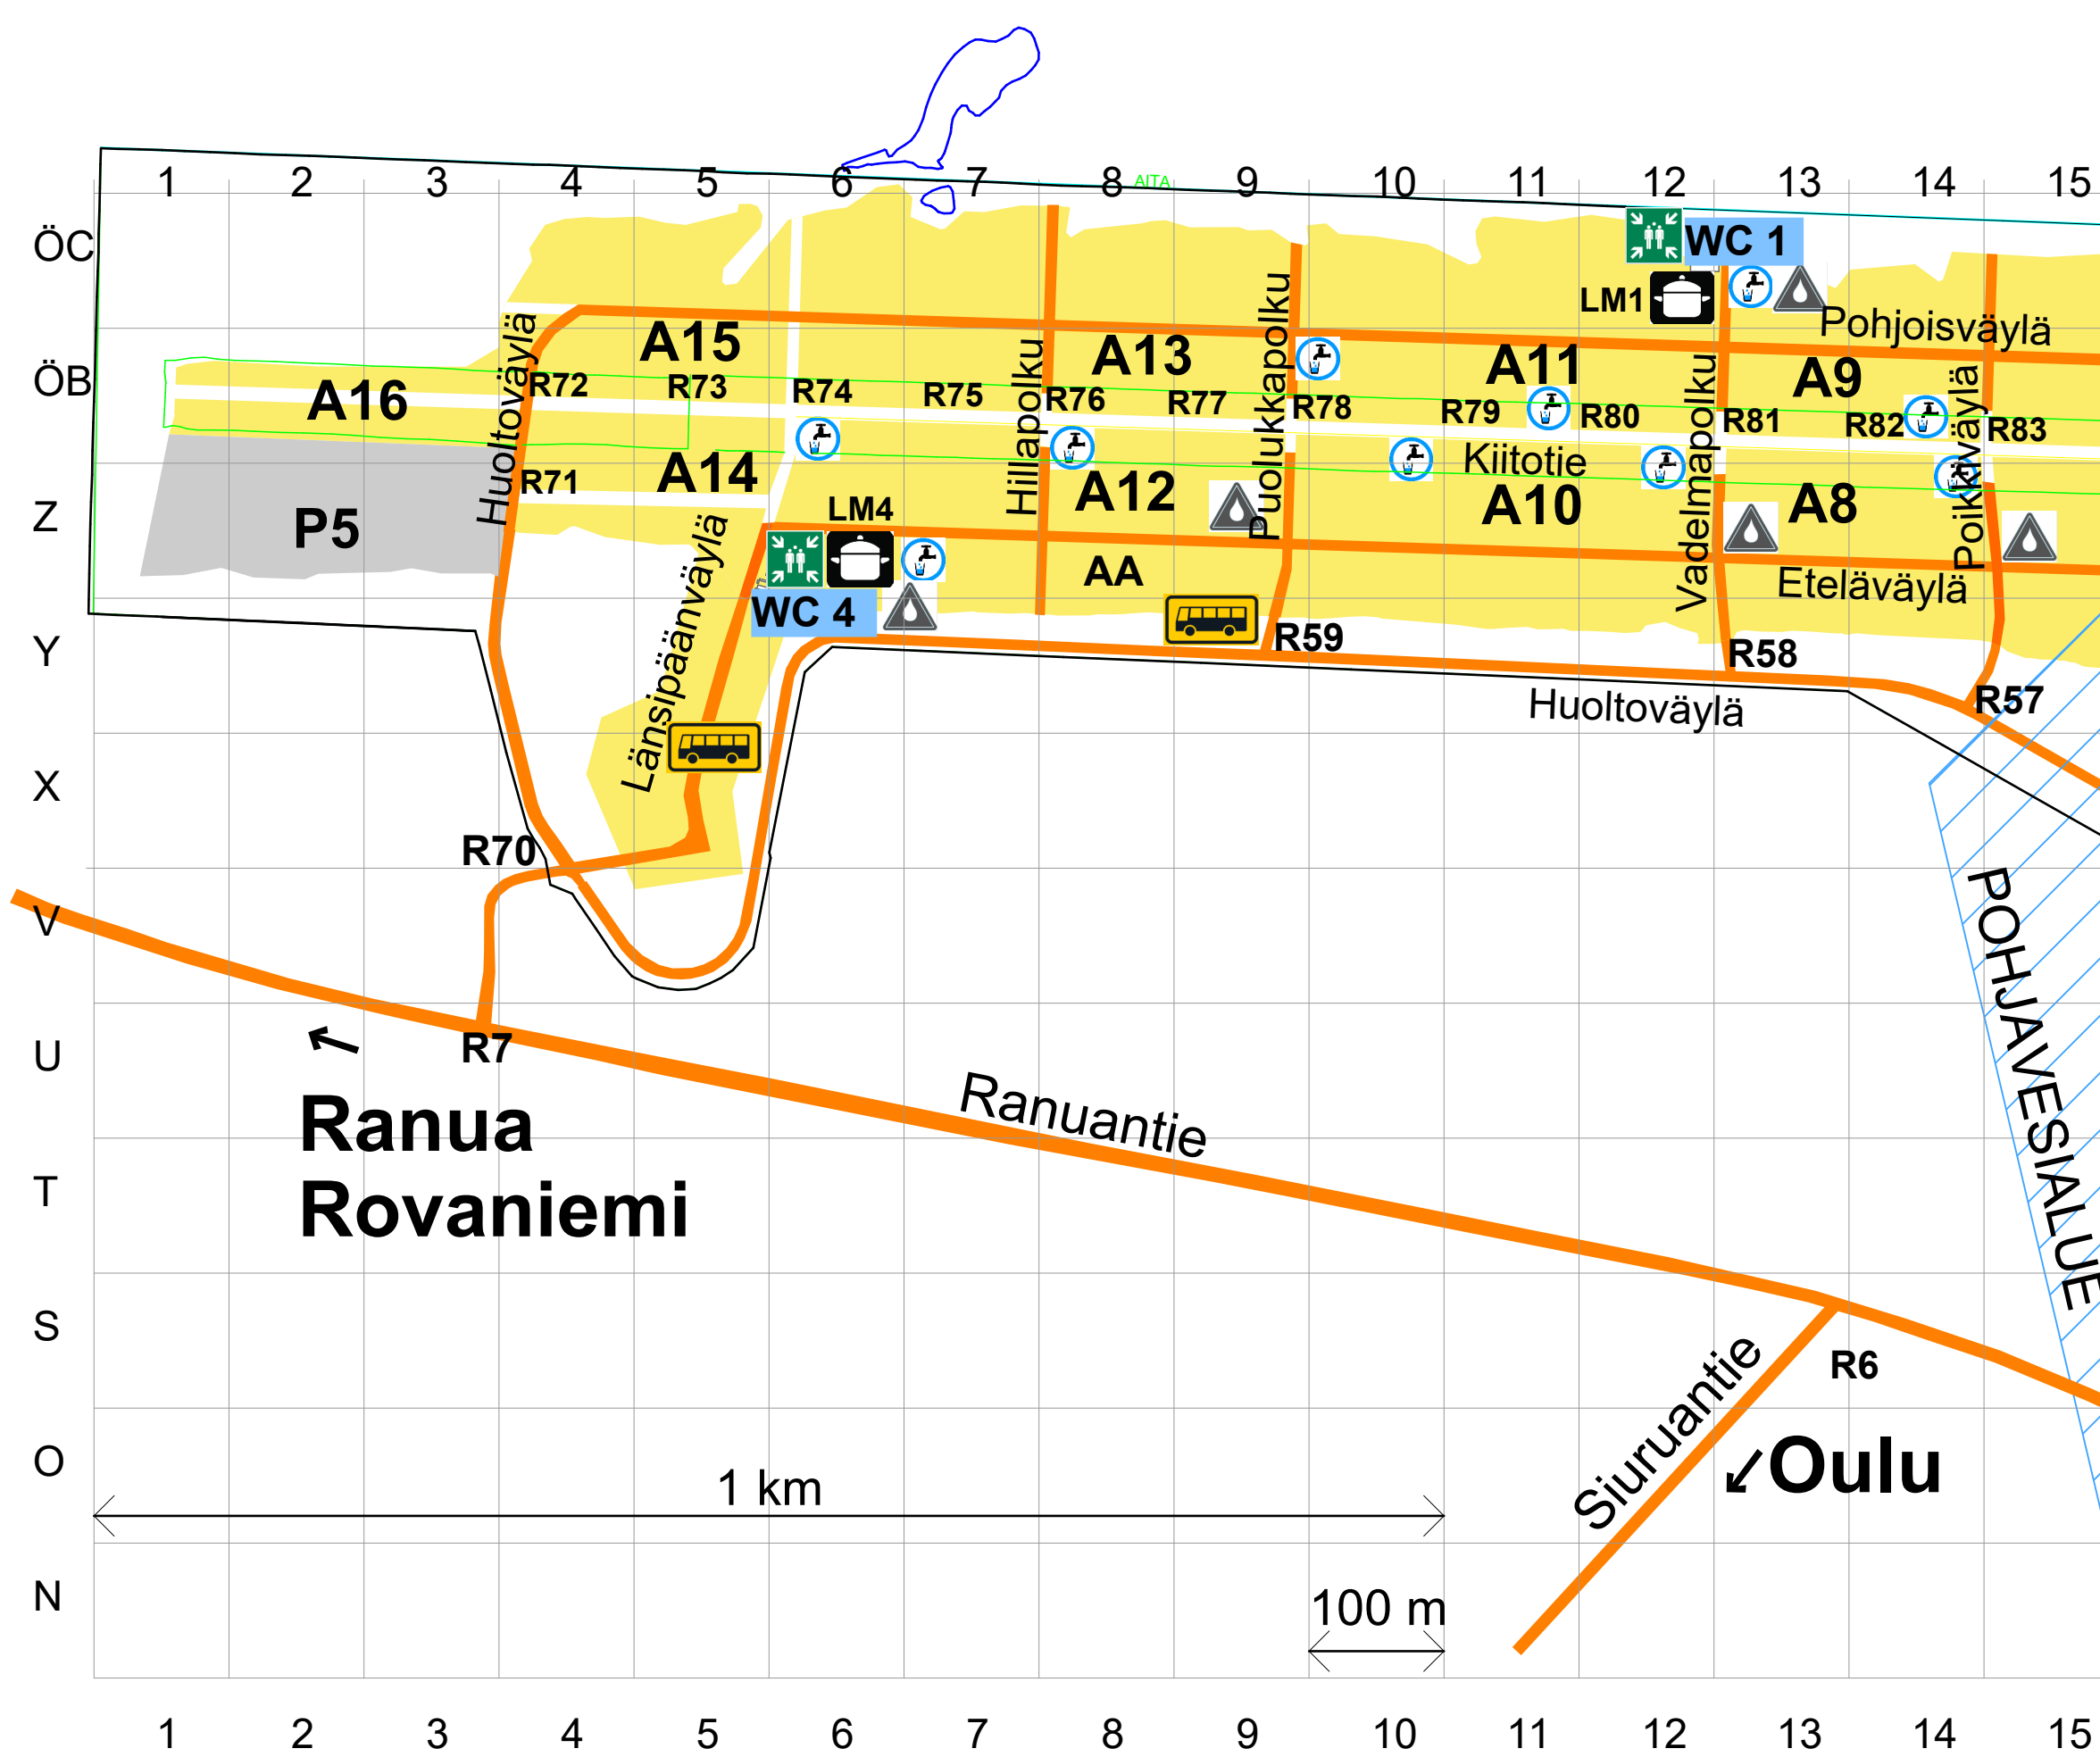 1 2 3 4 5 6 7 8 9 10 11 12 13 14 15
AITA
ÖC
WC 1
LM1
Pohjoisväylä
A15
A13
A11
A9
ÖB
A16
R72
R73
R74
R75
R76
R77
R78
R79
R80
R81
R82
R83
Huoltoväylä
Hillapolku
Puolukkapolku
Vadelmapolku
Poikkiväylä
Kiitotie
R71
A14
A12
A10
A8
Z
P5
LM4
AA
Eteläväylä
WC 4
Länsipäänväylä
Y
R59
R58
R57
Huoltoväylä
X
R70
V
POHJAVESIALUE
U
R7
Ranua
Rovaniemi
Ranuantie
T
S
R6
Siuruantie
O
Oulu
1 km
N
100 m
1 2 3 4 5 6 7 8 9 10 11 12 13 14 15